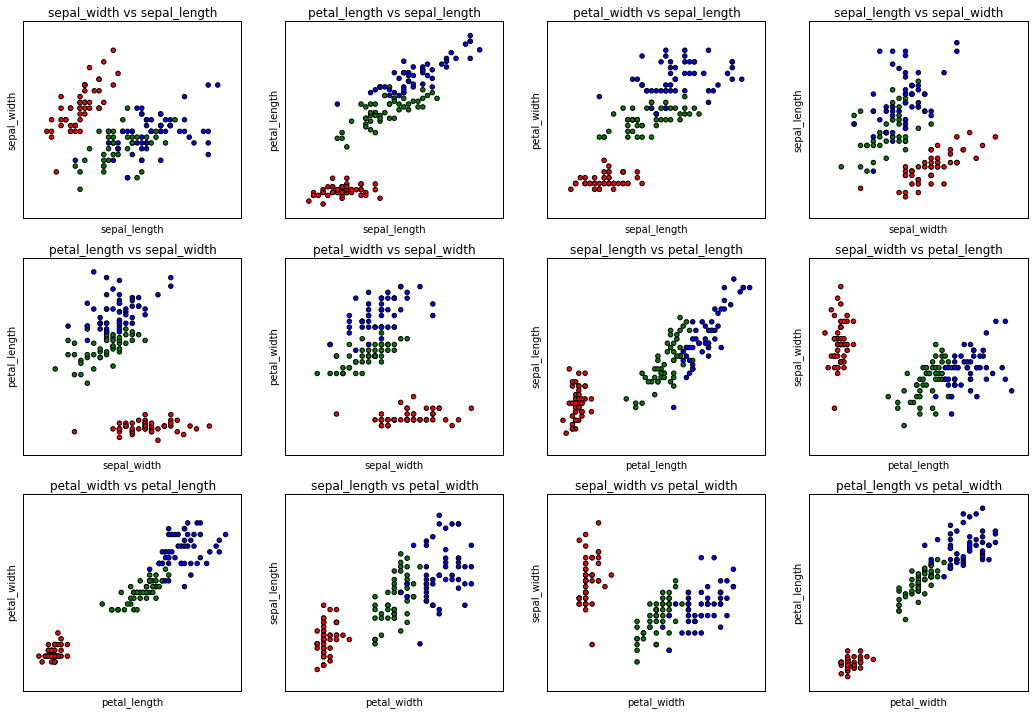 sepal_width vs sepal_length
petal_length vs sepal_length
petal_width vs sepal_length
sepal_length vs sepal_width
sepal_width
petal_length
petal_width
sepal_length
sepal_length
sepal_length
sepal_length
sepal_width
petal_length vs sepal_width
petal_width vs sepal_width
sepal_length vs petal_length
sepal_width vs petal_length
petal_length
petal_width
sepal_length
sepal_width
sepal_width
sepal_width
petal_length
petal_length
petal_width vs petal_length
sepal_length vs petal_width
sepal_width vs petal_width
petal_length vs petal_width
petal_width
sepal_length
sepal_width
petal_length
petal_length
petal_width
petal_width
petal_width